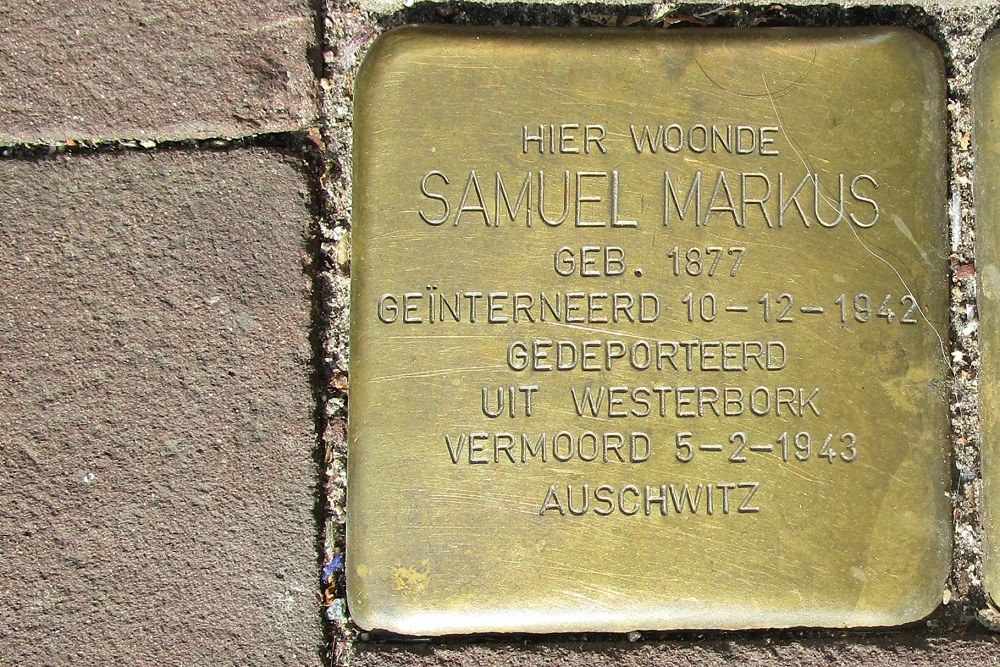 HIER WOONDE
SAMUEL MARKUS
GEB. 1877
GEÏNTERNEERD 10-12-1942
GEDEPORTEERD
UIT WESTERBORK
VERMOORD 5-2-1943
AUSCHWITZ